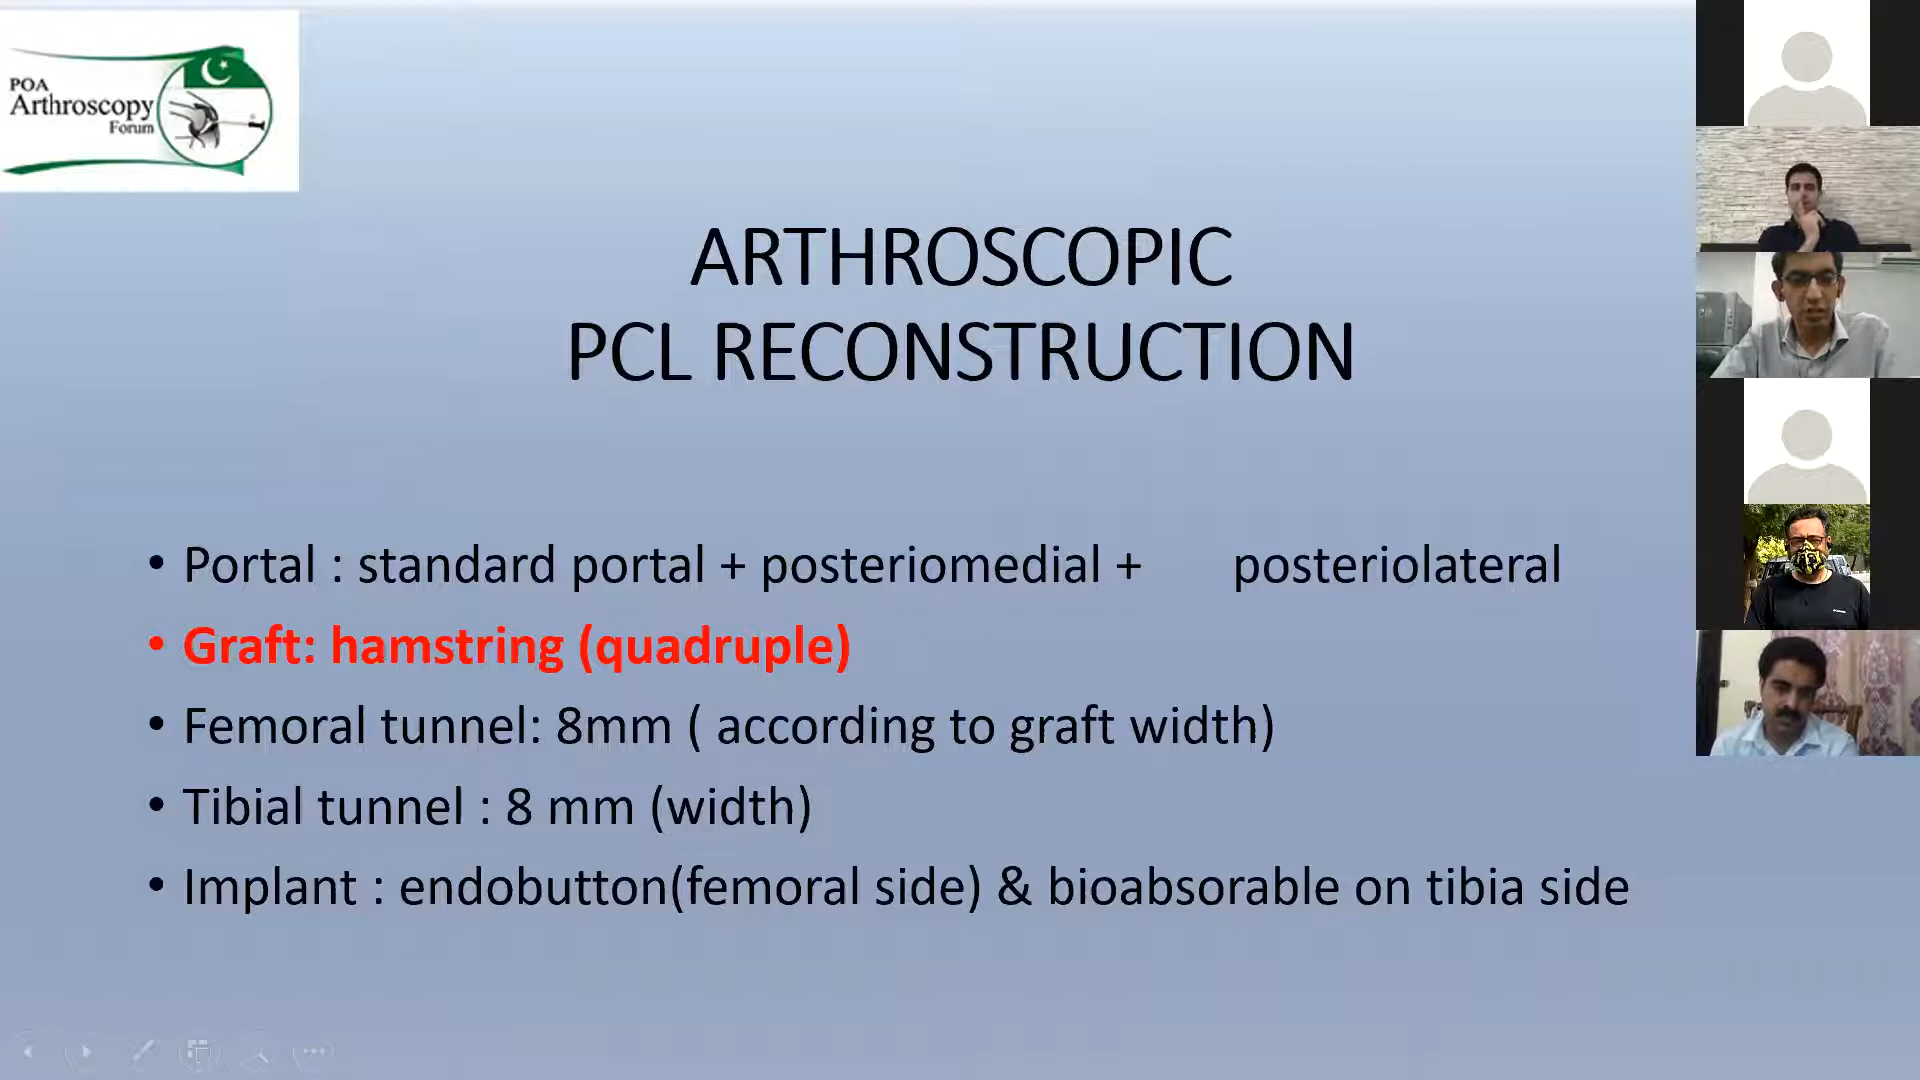 POA
Arthroscopy
Forum
ARTHROSCOPIC
PCL RECONSTRUCTION
• Portal : standard portal + posteriomedial + posteriolateral
• Graft: hamstring (quadruple)
• Femoral tunnel: 8mm ( according to graft width)
• Tibial tunnel : 8 mm (width)
• Implant : endobutton(femoral side) & bioabsorable on tibia side